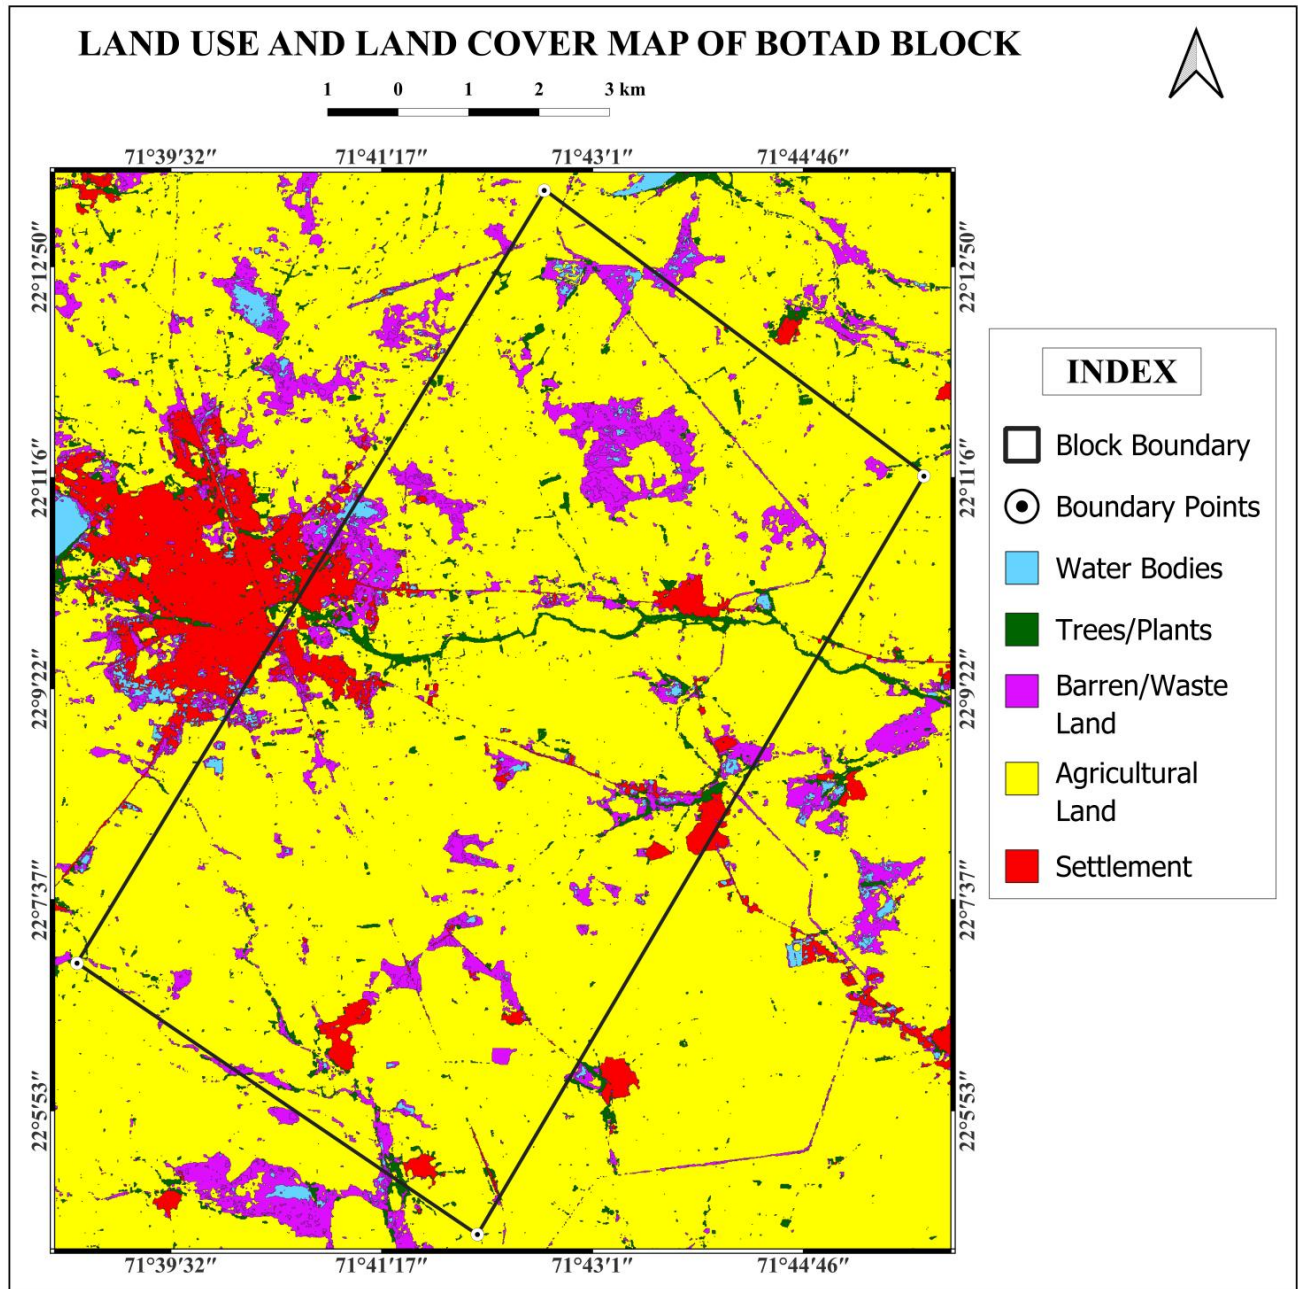 LAND USE AND LAND COVER MAP OF BOTAD BLOCK
1 0 1 2 3 km
71°39'32" 71°41'17" 71°43'1" 71°44'46"
22°12'50" 22°12'50"
22°11'6" 22°11'6"
22°9'22" 22°9'22"
22°7'37" 22°7'37"
22°5'53" 22°5'53"
71°39'32" 71°41'17" 71°43'1" 71°44'46"
INDEX
Block Boundary
Boundary Points
Water Bodies
Trees/Plants
Barren/Waste
Land
Agricultural
Land
Settlement